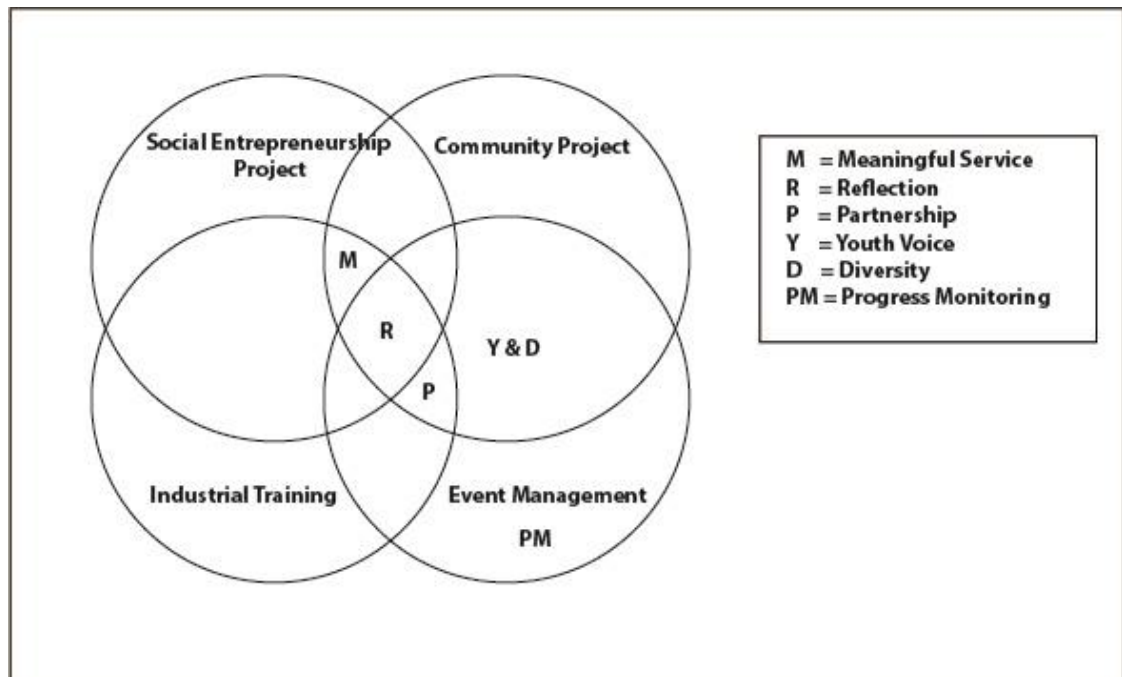 Social Entrepreneurship
Project
Community Project
M
R
Y & D
P
Industrial Training
Event Management
PM
M = Meaningful Service
R = Reflection
P = Partnership
Y = Youth Voice
D = Diversity
PM = Progress Monitoring